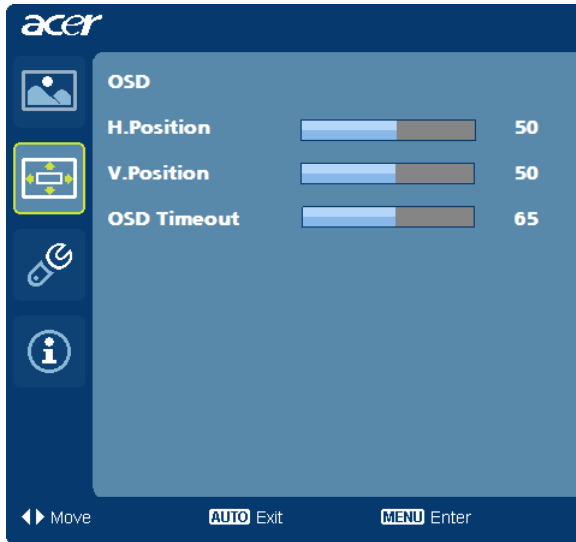 acer
OSD
H.Position 50
V.Position 50
OSD Timeout 65
Move AUTO Exit MENU Enter